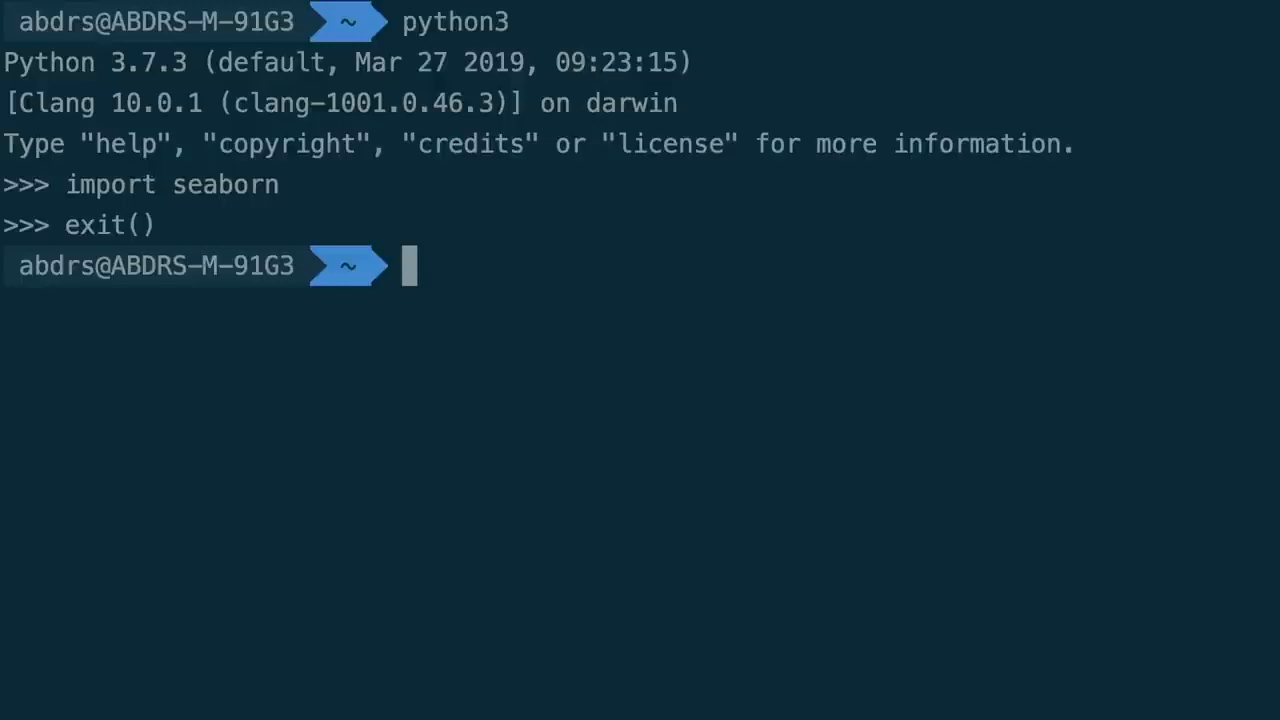 abdrs@ABDRS-M-91G3 ~ python3
Python 3.7.3 (default, Mar 27 2019, 09:23:15)
[Clang 10.0.1 (clang-1001.0.46.3)] on darwin
Type "help", "copyright", "credits" or "license" for more information.
>>> import seaborn
>>> exit()
abdrs@ABDRS-M-91G3 ~